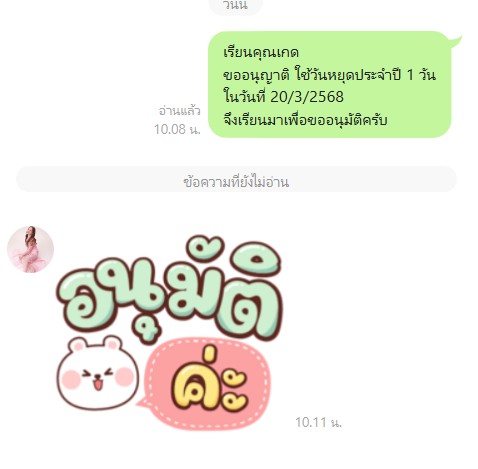 วันนี้
เรียนคุณเกด
ขออนุญาติ ใช้วันหยุดประจำปี 1 วัน
ในวันที่ 20/3/2568
จึงเรียนมาเพื่อขออนุมัติครับ
อ่านแล้ว
10.08 น.
ข้อความที่ยังไม่อ่าน
อนุมัติ
ค่ะ
10.11 น.